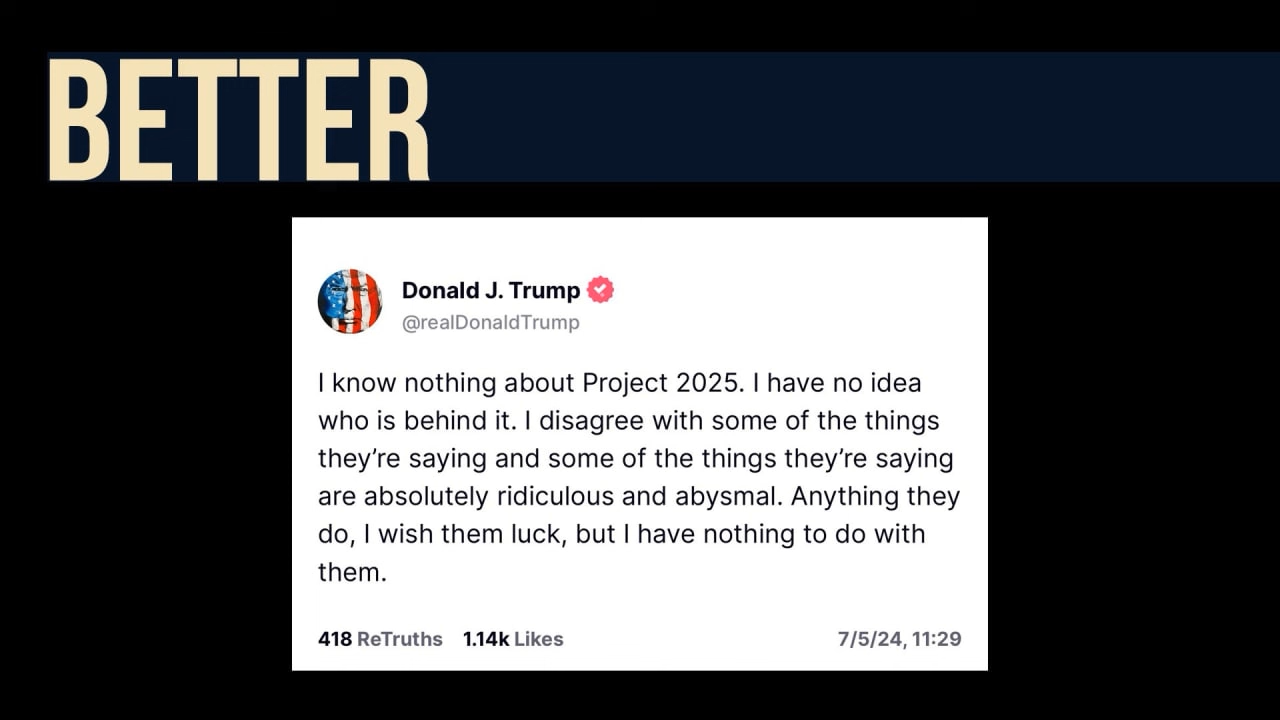 BETTER
Donald J. Trump
@realDonaldTrump
I know nothing about Project 2025. I have no idea
who is behind it. I disagree with some of the things
they’re saying and some of the things they’re saying
are absolutely ridiculous and abysmal. Anything they
do, I wish them luck, but I have nothing to do with
them.
418 ReTruths 1.14k Likes 7/5/24, 11:29